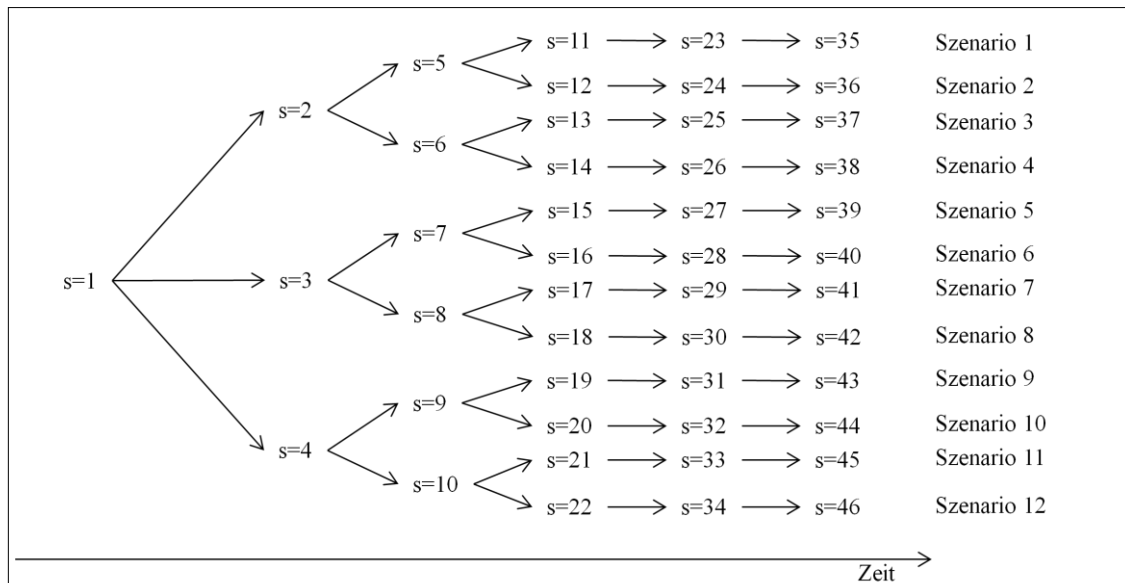 s=11 s=23 s=35 Szenario 1
s=5
s=12 s=24 s=36 Szenario 2
s=2
s=13 s=25 s=37 Szenario 3
s=6
s=14 s=26 s=38 Szenario 4
s=15 s=27 s=39 Szenario 5
s=7
s=16 s=28 s=40 Szenario 6
s=1 s=3
s=17 s=29 s=41 Szenario 7
s=8
s=18 s=30 s=42 Szenario 8
s=19 s=31 s=43 Szenario 9
s=9
s=20 s=32 s=44 Szenario 10
s=4
s=21 s=33 s=45 Szenario 11
s=10
s=22 s=34 s=46 Szenario 12
Zeit